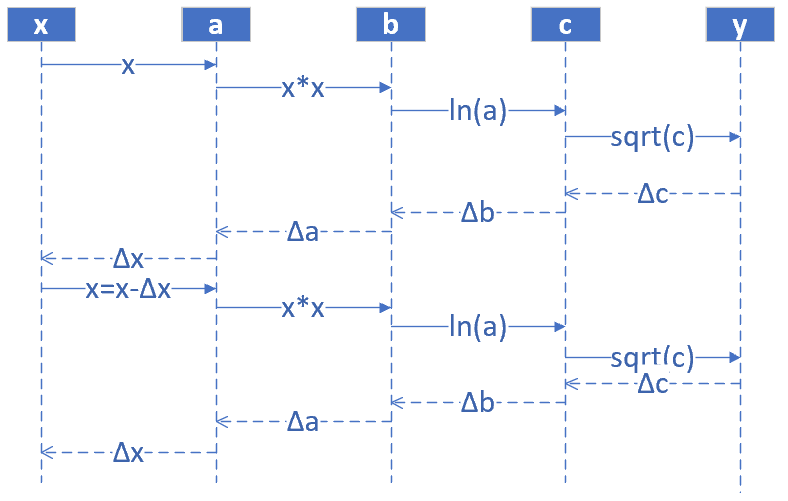 x a b c y
x
x*x
ln(a)
sqrt(c)
Δc
Δb
Δa
Δx
x=x-Δx
x*x
ln(a)
sqrt(c)
Δc
Δb
Δa
Δx